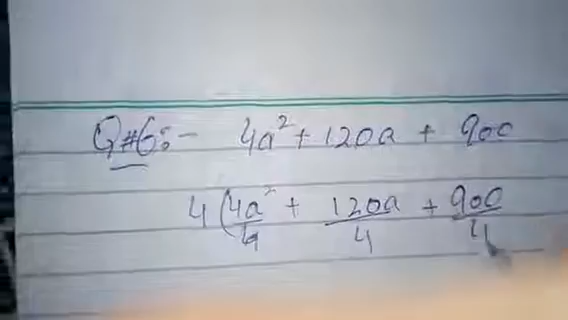 Q#6:- 4a² + 120a + 900
4 (4a²/4 + 120a/4 + 900/4